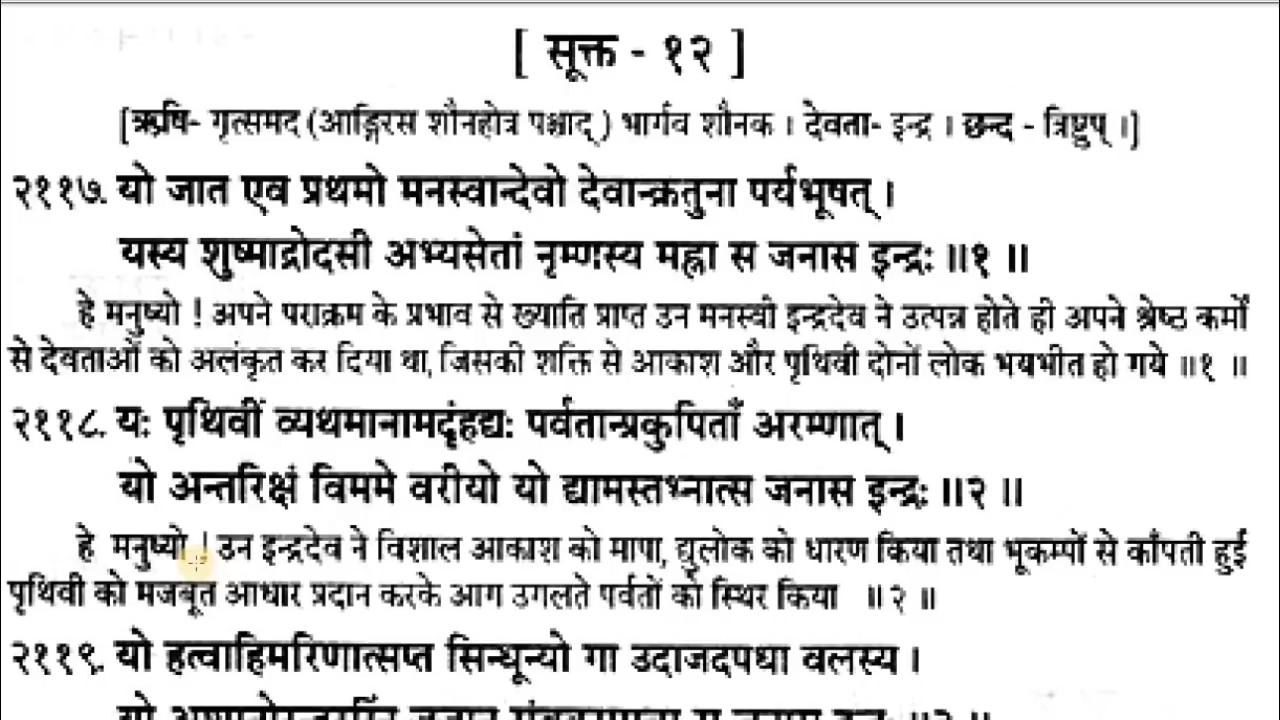 [ सूक्त - १२ ]
[ऋषि- गृत्समद (आङ्गिरस शौनहोत्र पश्चाद् ) भार्गव शौनक । देवता- इन्द्र । छन्द - त्रिष्टुप् ।]
२११७. यो जात एव प्रथमो मनस्वान्देवो देवान्क्रतुना पर्यभूषत् ।
यस्य शुष्माद्रोदसी अभ्यसेतां नृम्णस्य मह्ना स जनास इन्द्रः ॥१ ॥
हे मनुष्यो ! अपने पराक्रम के प्रभाव से ख्याति प्राप्त उन मनस्वी इन्द्रदेव ने उत्पन्न होते ही अपने श्रेष्ठ कर्मों
से देवताओं को अलंकृत कर दिया था, जिसकी शक्ति से आकाश और पृथिवी दोनों लोक भयभीत हो गये ॥१ ॥
२११८. यः पृथिवीं व्यथमानामदृंहद्यः पर्वतान्प्रकुपिताँ अरम्णात् ।
यो अन्तरिक्षं विममे वरीयो यो द्यामस्तभ्नात्स जनास इन्द्रः ॥२ ॥
हे मनुष्यो ! उन इन्द्रदेव ने विशाल आकाश को मापा, द्युलोक को धारण किया तथा भूकम्पों से काँपती हुई
पृथिवी को मजबूत आधार प्रदान करके आग उगलते पर्वतों को स्थिर किया ॥२ ॥
२११९. यो हत्वाहिमरिणात्सप्त सिन्धून्यो गा उदाजदपधा वलस्य ।